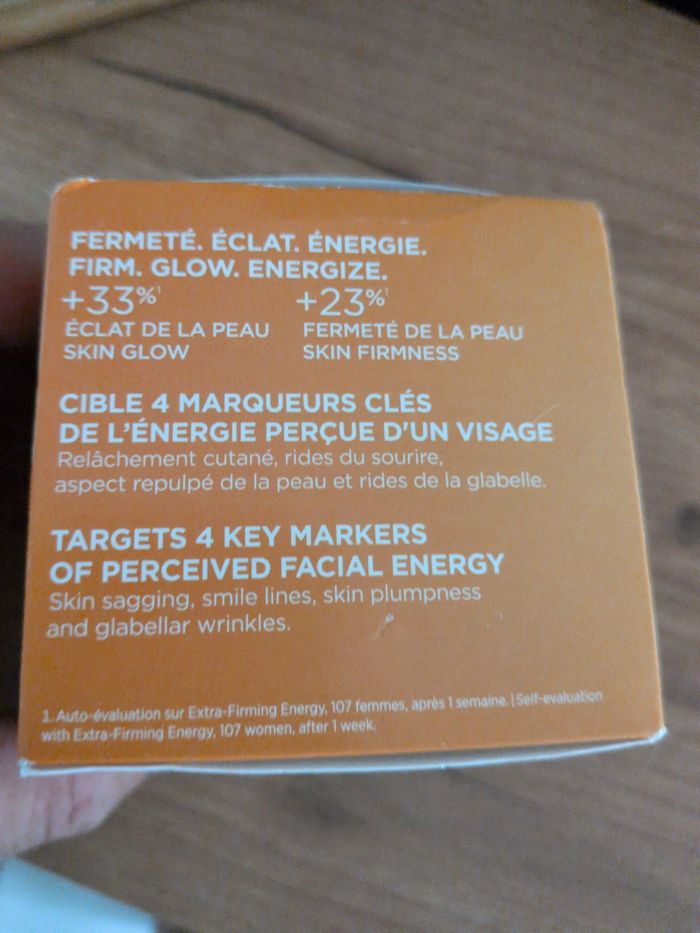 FERMETÉ. ÉCLAT. ÉNERGIE.
FIRM. GLOW. ENERGIZE.
+33%¹ +23%¹
ÉCLAT DE LA PEAU FERMETÉ DE LA PEAU
SKIN GLOW SKIN FIRMNESS
CIBLE 4 MARQUEURS CLÉS
DE L'ÉNERGIE PERÇUE D'UN VISAGE
Relâchement cutané, rides du sourire,
aspect repulpé de la peau et rides de la glabelle.
TARGETS 4 KEY MARKERS
OF PERCEIVED FACIAL ENERGY
Skin sagging, smile lines, skin plumpness
and glabellar wrinkles.
1. Auto-évaluation sur Extra-Firming Energy, 107 femmes, après 1 semaine. | Self-evaluation
with Extra-Firming Energy, 107 women, after 1 week.